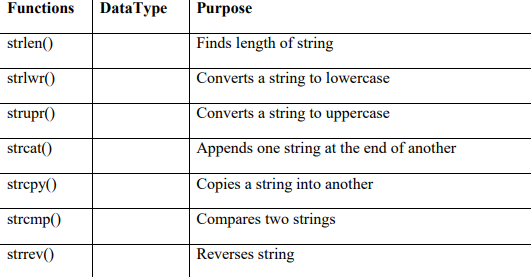 Functions DataType Purpose
strlen() Finds length of string
strlwr() Converts a string to lowercase
strupr() Converts a string to uppercase
strcat() Appends one string at the end of another
strcpy() Copies a string into another
strcmp() Compares two strings
strrev() Reverses string